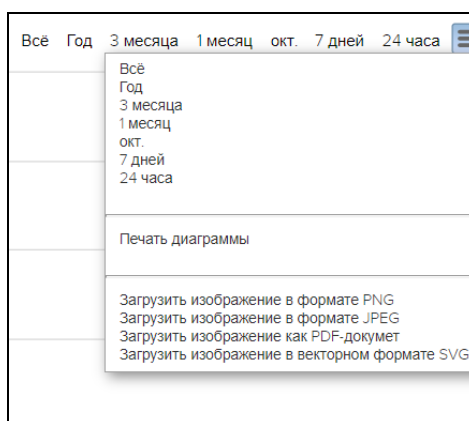 Всё Год 3 месяца 1 месяц окт. 7 дней 24 часа
Всё
Год
3 месяца
1 месяц
окт.
7 дней
24 часа
Печать диаграммы
Загрузить изображение в формате PNG
Загрузить изображение в формате JPEG
Загрузить изображение как PDF-докумет
Загрузить изображение в векторном формате SVG